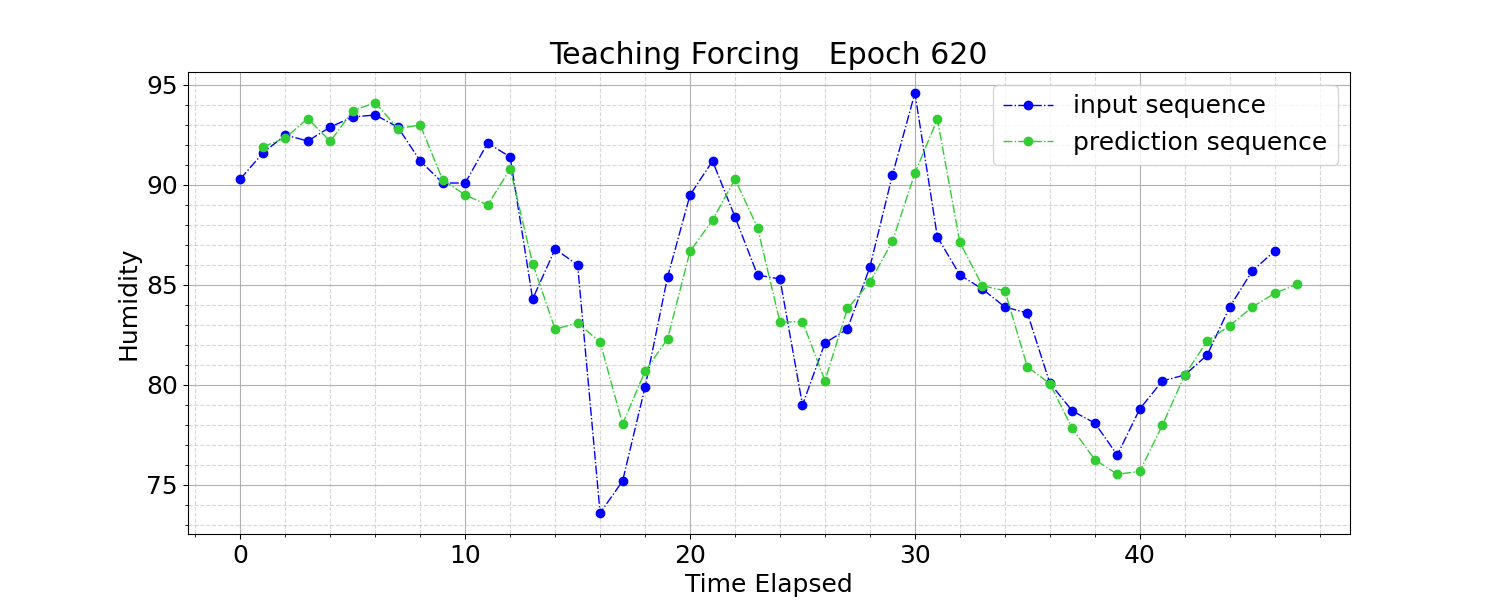 Teaching Forcing   Epoch 620
95
90
85
80
75
Humidity
input sequence
prediction sequence
0 10 20 30 40
Time Elapsed